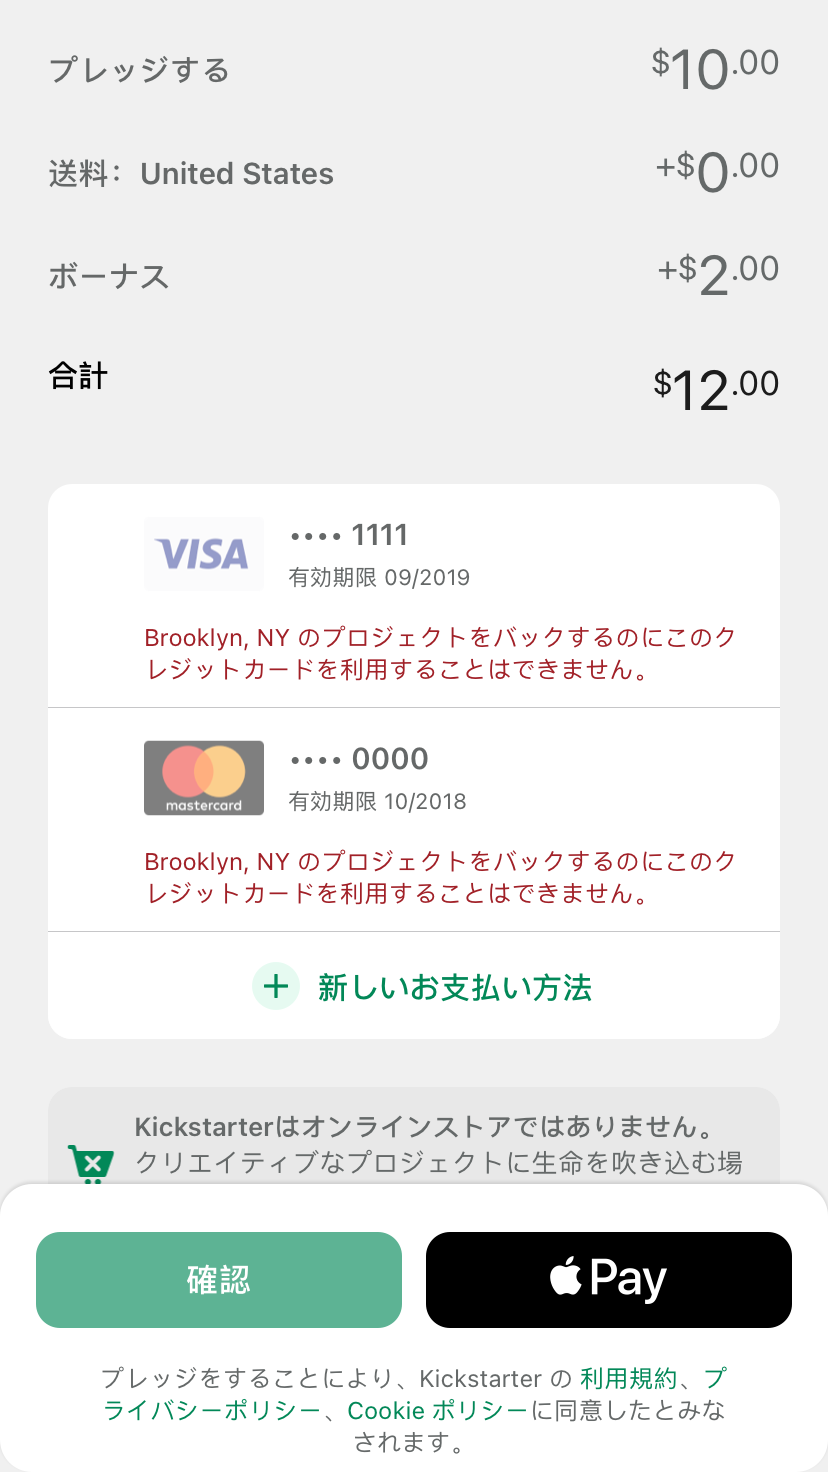 プレッジする $10.00
送料： United States +$0.00
ボーナス +$2.00
合計 $12.00
VISA •••• 1111
有効期限 09/2019
Brooklyn, NY のプロジェクトをバックするのにこのク
レジットカードを利用することはできません。
•••• 0000
mastercard 有効期限 10/2018
Brooklyn, NY のプロジェクトをバックするのにこのク
レジットカードを利用することはできません。
+ 新しいお支払い方法
Kickstarterはオンラインストアではありません。
クリエイティブなプロジェクトに生命を吹き込む場
確認 Pay
プレッジをすることにより、Kickstarter の 利用規約、プ
ライバシーポリシー、Cookie ポリシーに同意したとみな
されます。